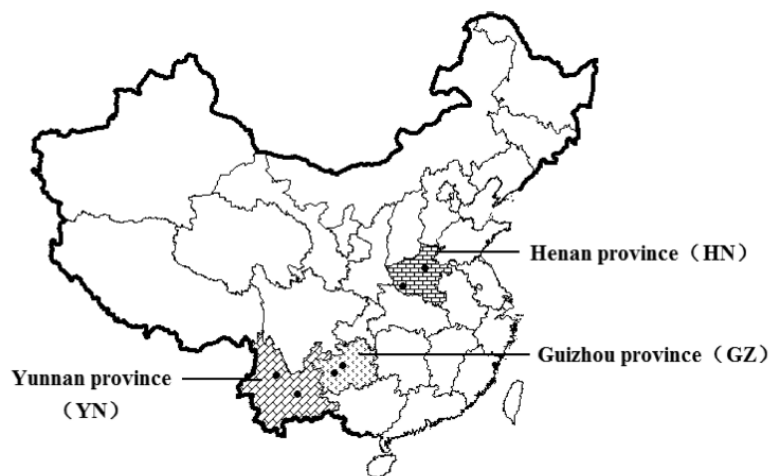 Henan province（HN）
Guizhou province（GZ）
Yunnan province
（YN）